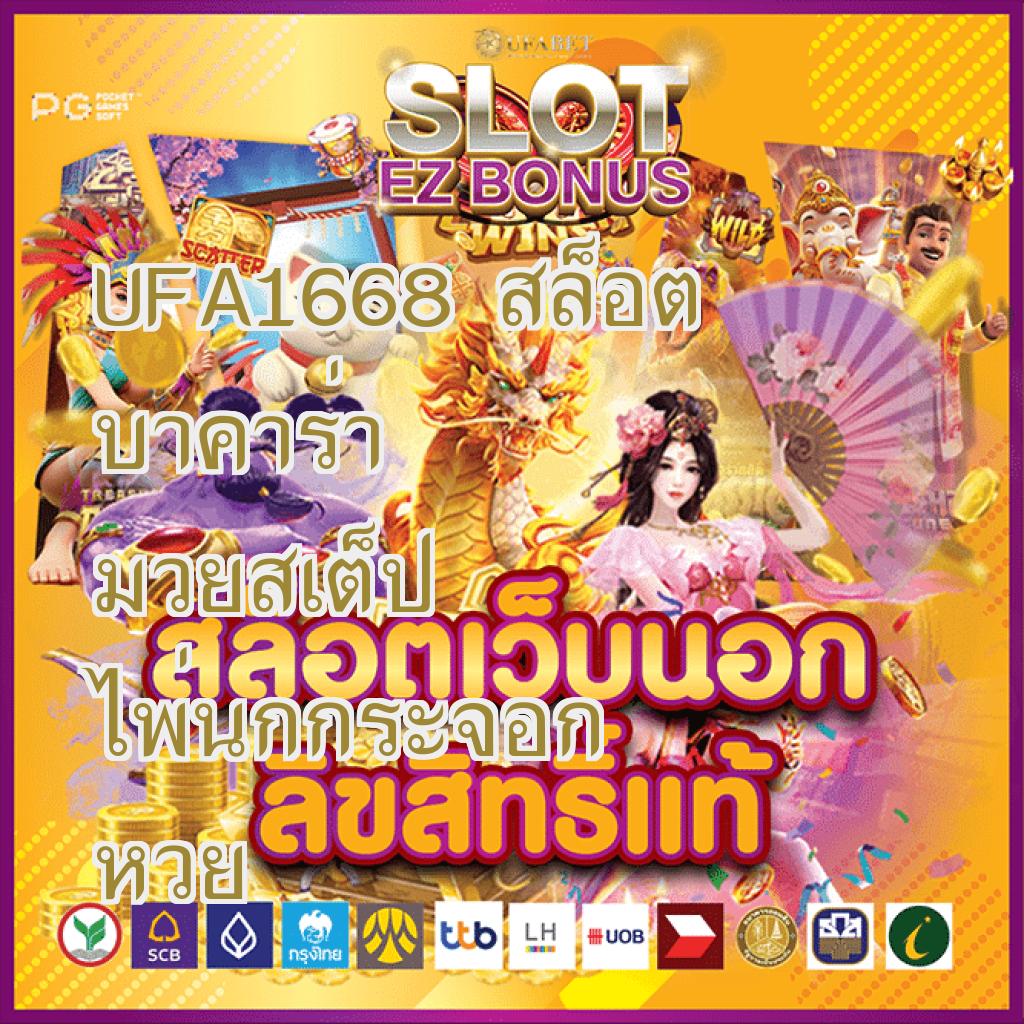 UFABET
PG POCKET GAMES SOFT
SLOT
EZ BONUS
WIN
SCATTER
WILD
UFA1668 สล็อต
บาคาร่า
มวยสเต็ป
สล็อตเว็บนอก
ไพ่นกกระจอก
ลิขสิทธิ์แท้
หวย
SCB
กรุงไทย
ttb
LH
UOB